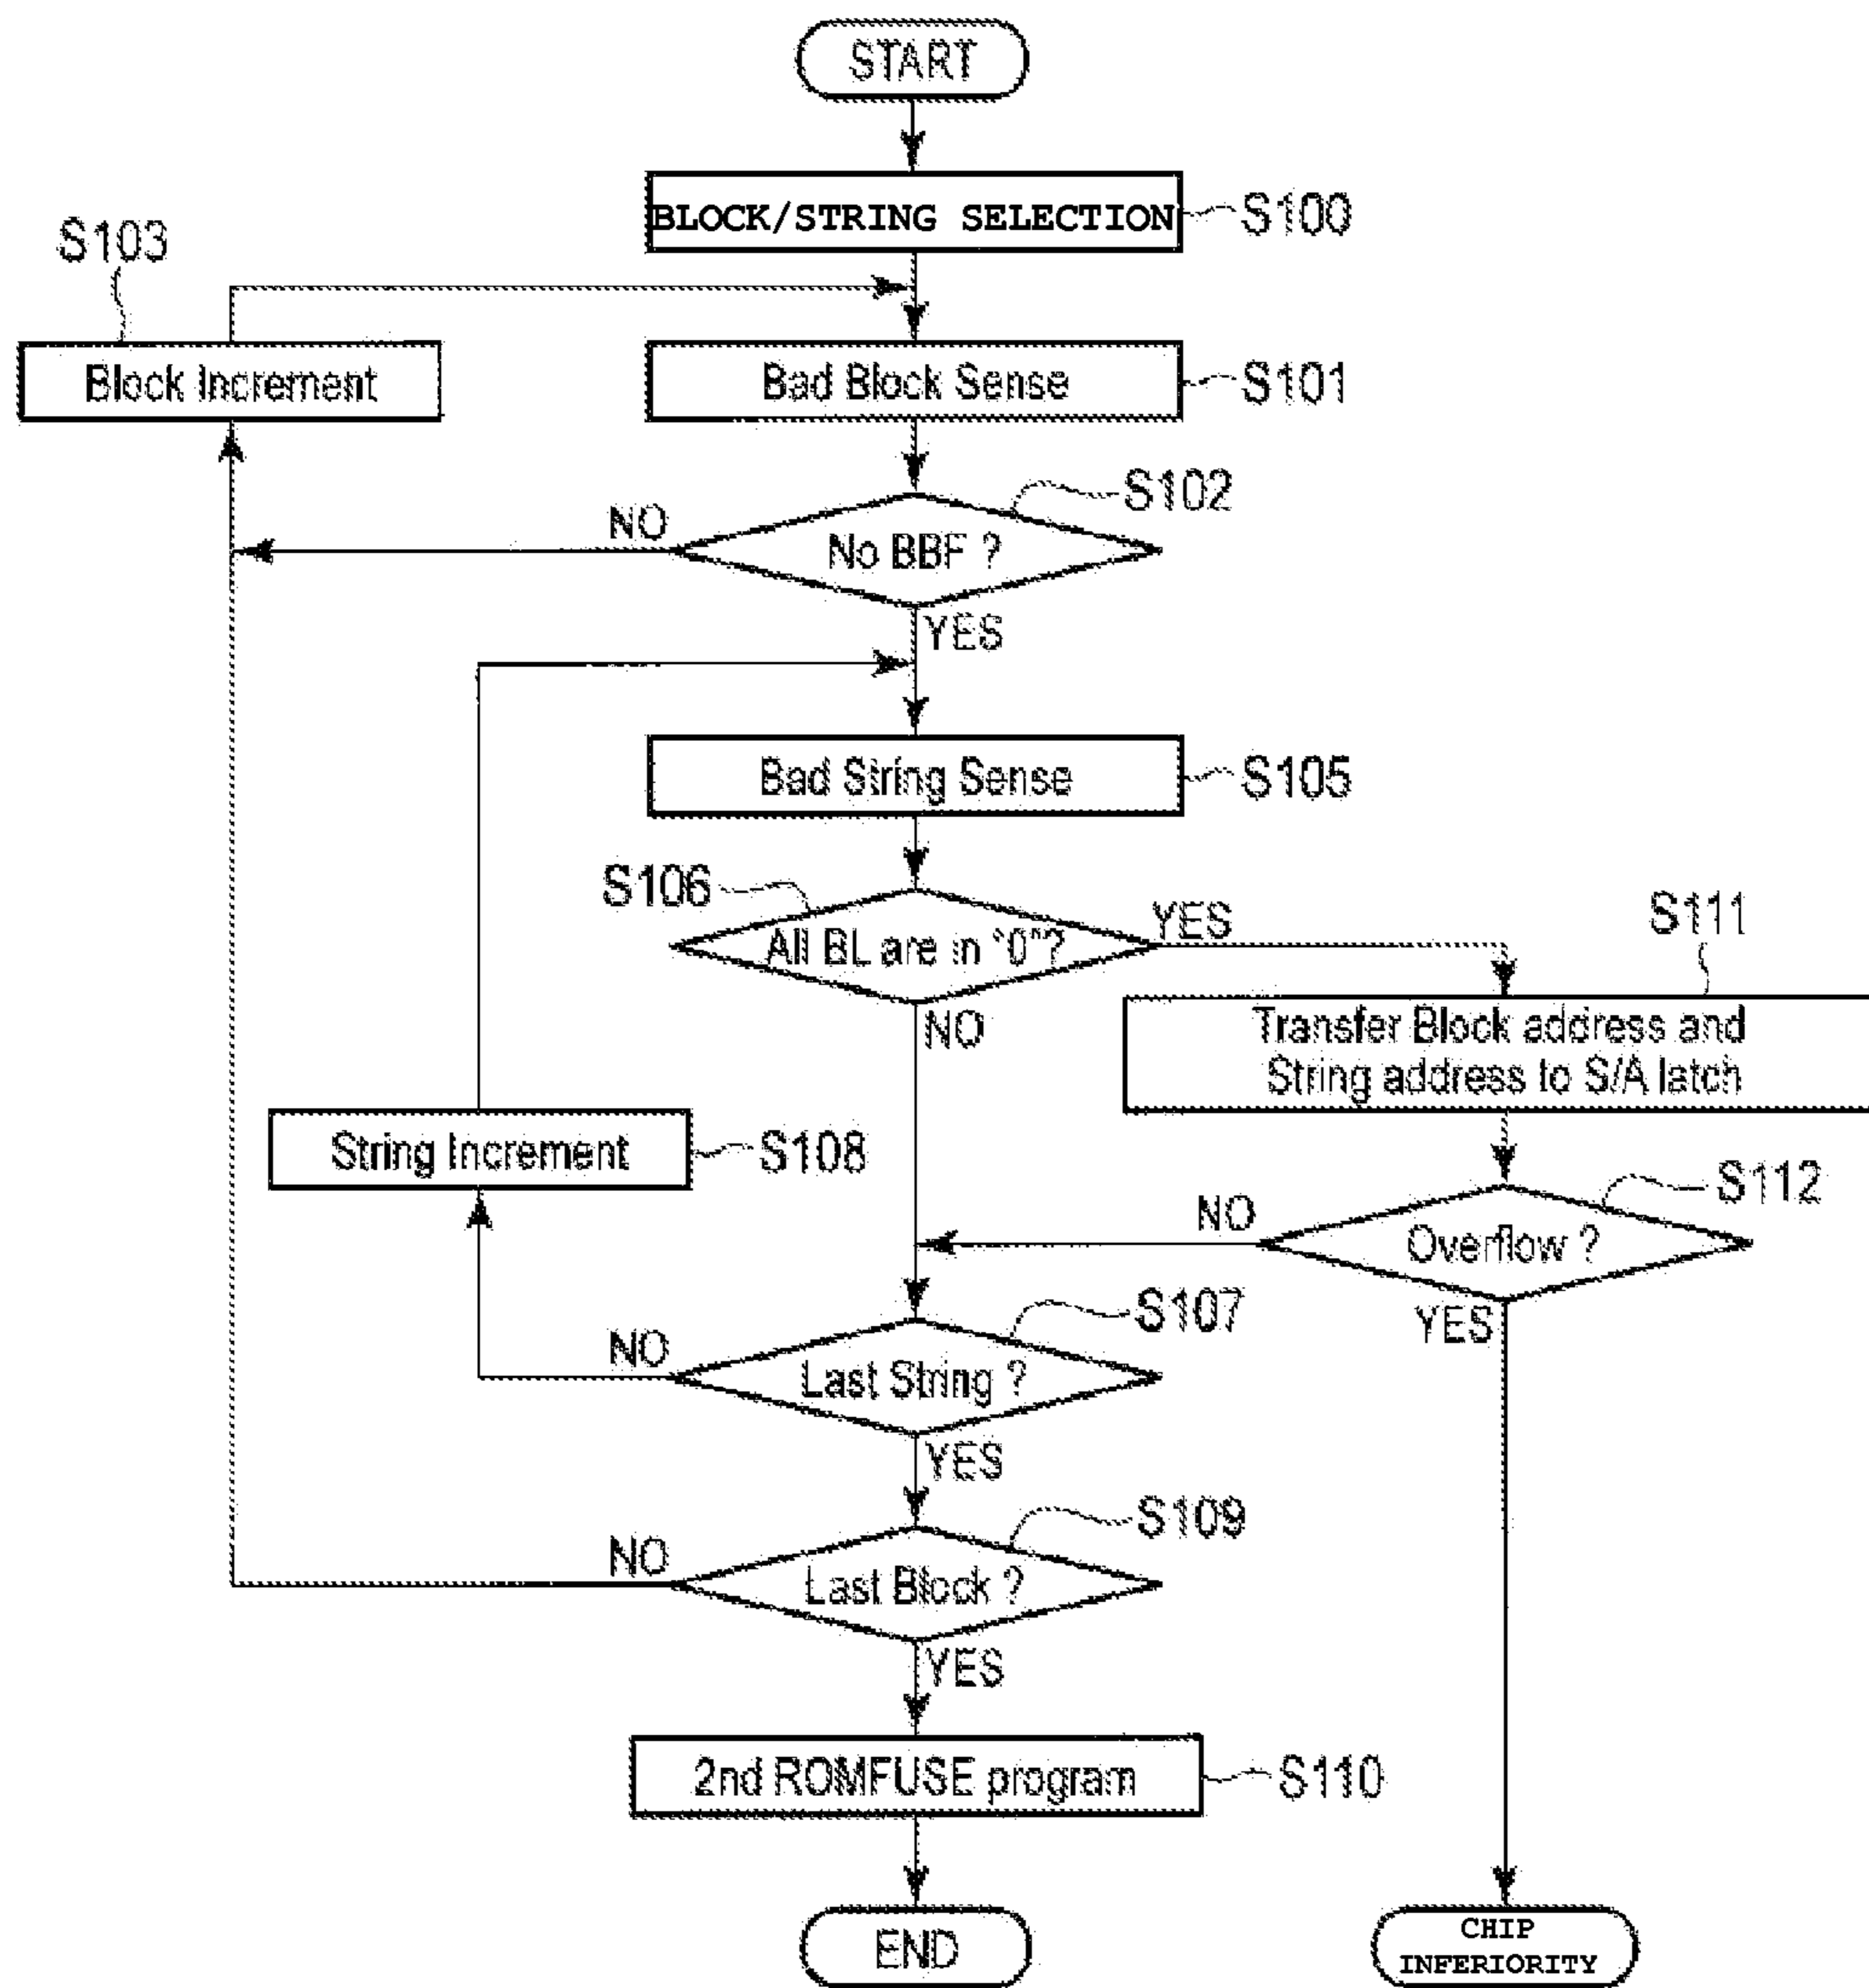 START
BLOCK/STRING SELECTION
S100
S103
Block Increment
Bad Block Sense
S101
S102
NO
No BBF ?
YES
Bad String Sense
S105
S106
All BL are in "0"?
YES
S111
NO
Transfer Block address and
String address to S/A latch
String Increment
S108
S112
NO
Overflow ?
YES
S107
NO
Last String ?
YES
S109
NO
Last Block ?
YES
2nd ROMFUSE program
S110
END
CHIP
INFERIORITY